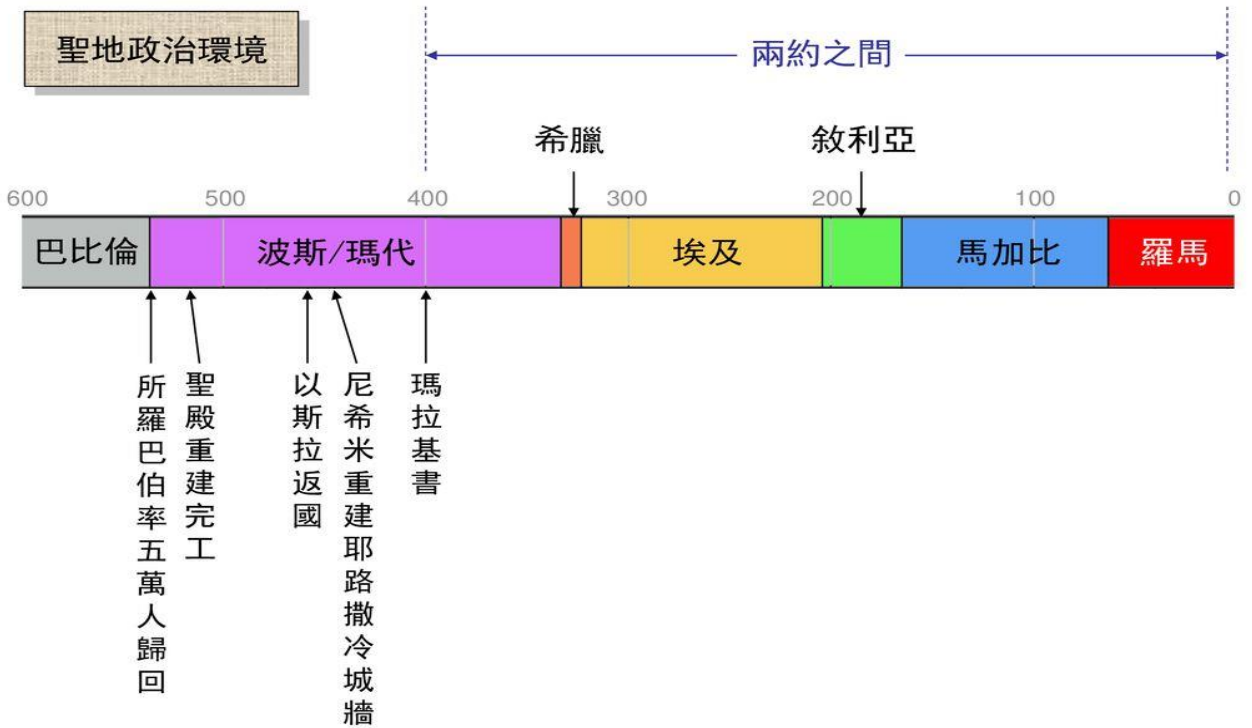 聖地政治環境
兩約之間
希臘
敘利亞
600 500 400 300 200 100 0
巴比倫 波斯/瑪代 埃及 馬加比 羅馬
所羅巴伯率五萬人歸回
聖殿重建完工
以斯拉返國
尼希米重建耶路撒冷城牆
瑪拉基書